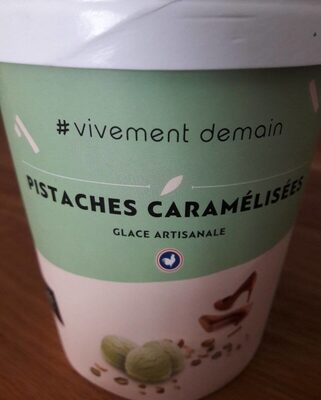 #vivement demain
PISTACHES CARAMÉLISÉES
GLACE ARTISANALE